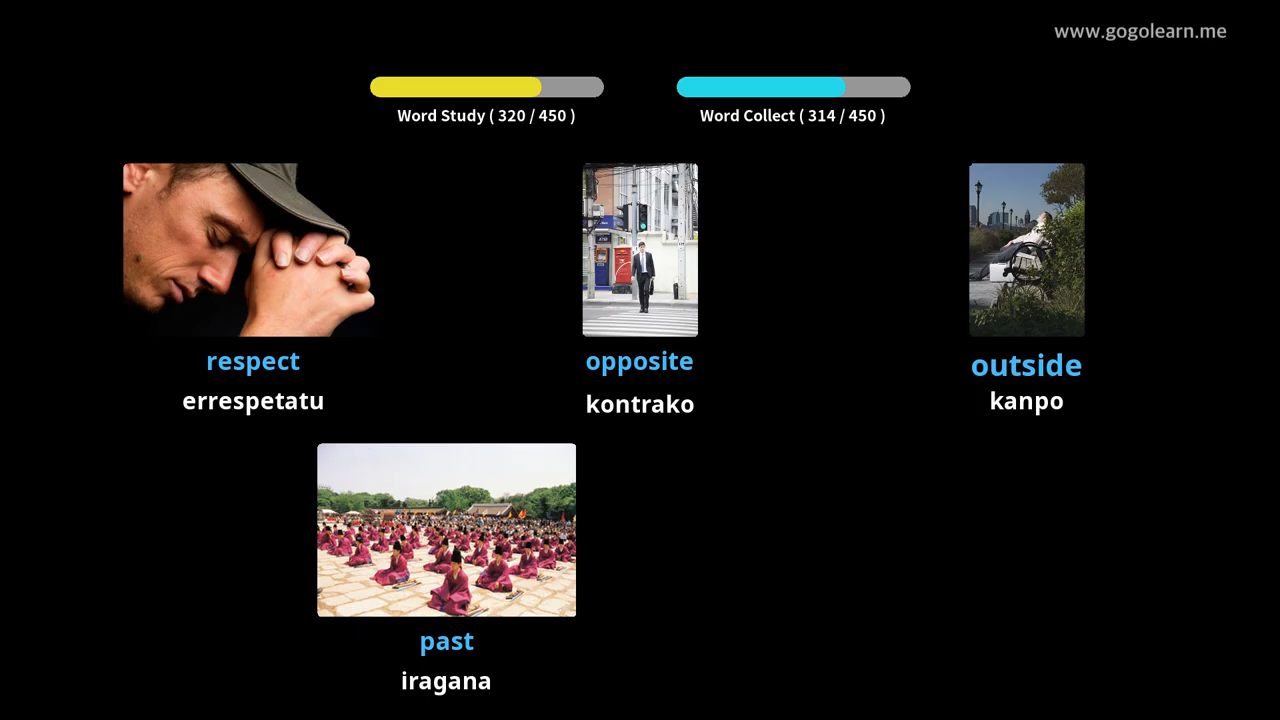 www.gogolearn.me
Word Study ( 320 / 450 )
Word Collect ( 314 / 450 )
respect
errespetatu
opposite
kontrako
outside
kanpo
past
iragana